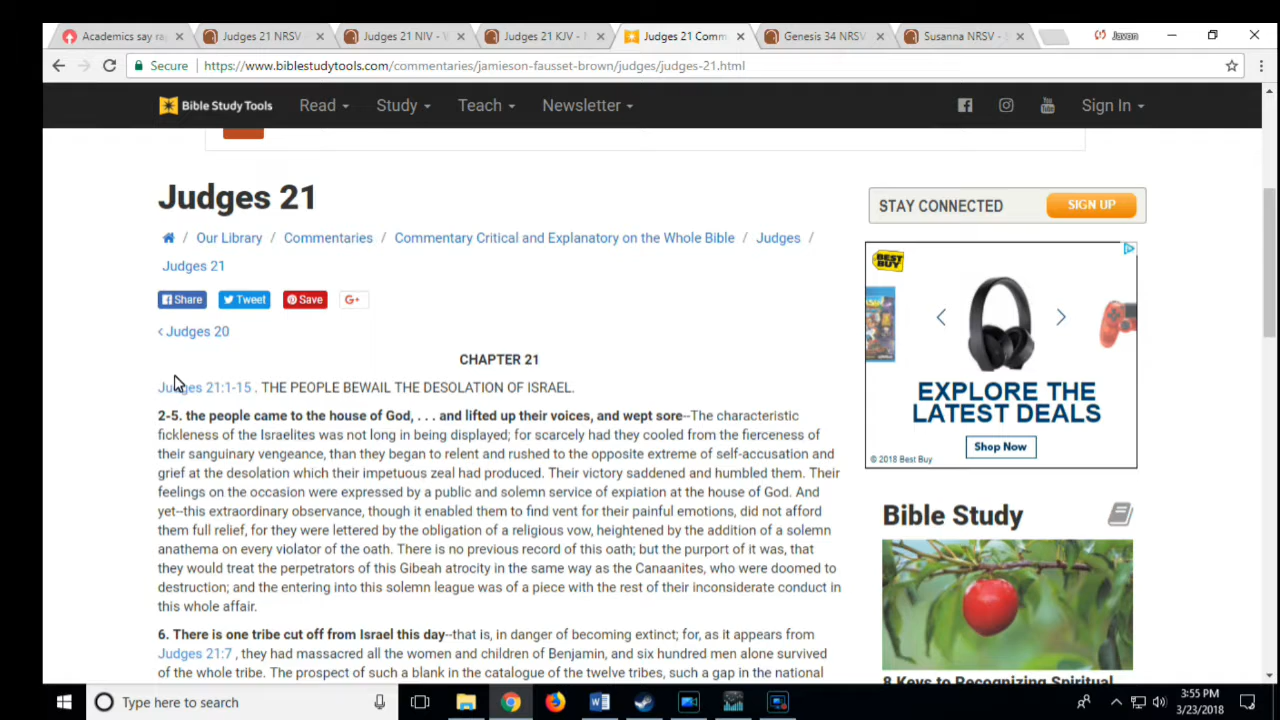 Academics say ra
Judges 21 NRSV
Judges 21 NIV - V
Judges 21 KJV - I
Judges 21 Comm
Genesis 34 NRSV
Susanna NRSV - S
Javon
Secure
https://www.biblestudytools.com/commentaries/jamieson-fausset-brown/judges/judges-21.html
Bible Study Tools
Read
Study
Teach
Newsletter
Sign In
Judges 21
/ Our Library / Commentaries / Commentary Critical and Explanatory on the Whole Bible / Judges /
Judges 21
Share
Tweet
Save
G+
‹ Judges 20
CHAPTER 21
Judges 21:1-15 . THE PEOPLE BEWAIL THE DESOLATION OF ISRAEL.
2-5. the people came to the house of God, . . . and lifted up their voices, and wept sore--The characteristic
fickleness of the Israelites was not long in being displayed; for scarcely had they cooled from the fierceness of
their sanguinary vengeance, than they began to relent and rushed to the opposite extreme of self-accusation and
grief at the desolation which their impetuous zeal had produced. Their victory saddened and humbled them. Their
feelings on the occasion were expressed by a public and solemn service of expiation at the house of God. And
yet--this extraordinary observance, though it enabled them to find vent for their painful emotions, did not afford
them full relief, for they were lettered by the obligation of a religious vow, heightened by the addition of a solemn
anathema on every violator of the oath. There is no previous record of this oath; but the purport of it was, that
they would treat the perpetrators of this Gibeah atrocity in the same way as the Canaanites, who were doomed to
destruction; and the entering into this solemn league was of a piece with the rest of their inconsiderate conduct in
this whole affair.
6. There is one tribe cut off from Israel this day--that is, in danger of becoming extinct; for, as it appears from
Judges 21:7 , they had massacred all the women and children of Benjamin, and six hundred men alone survived
of the whole tribe. The prospect of such a blank in the catalogue of the twelve tribes, such a gap in the national
STAY CONNECTED
SIGN UP
BEST BUY
EXPLORE THE
LATEST DEALS
Shop Now
© 2018 Best Buy
Bible Study
8 Keys to Recognizing Spiritual
Type here to search
3:55 PM
3/23/2018